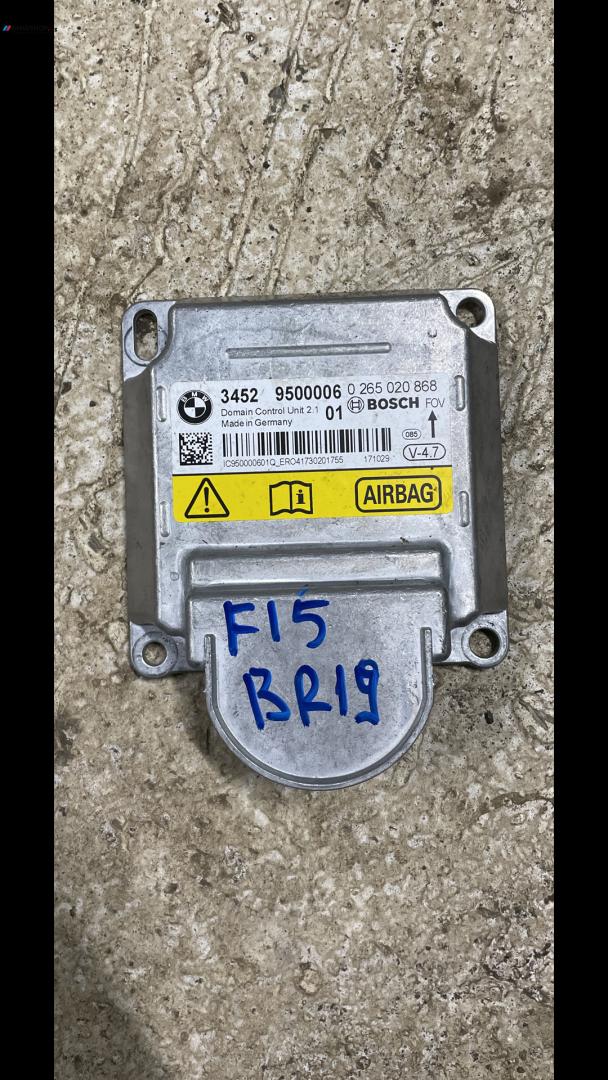 BMW
3452 9500006 0 265 020 868
Domain Control Unit 2.1 01 BOSCH FOV
Made in Germany
085
V-4.7
IC950000601Q_ERO41730201755 171029
AIRBAG
F15
BR19